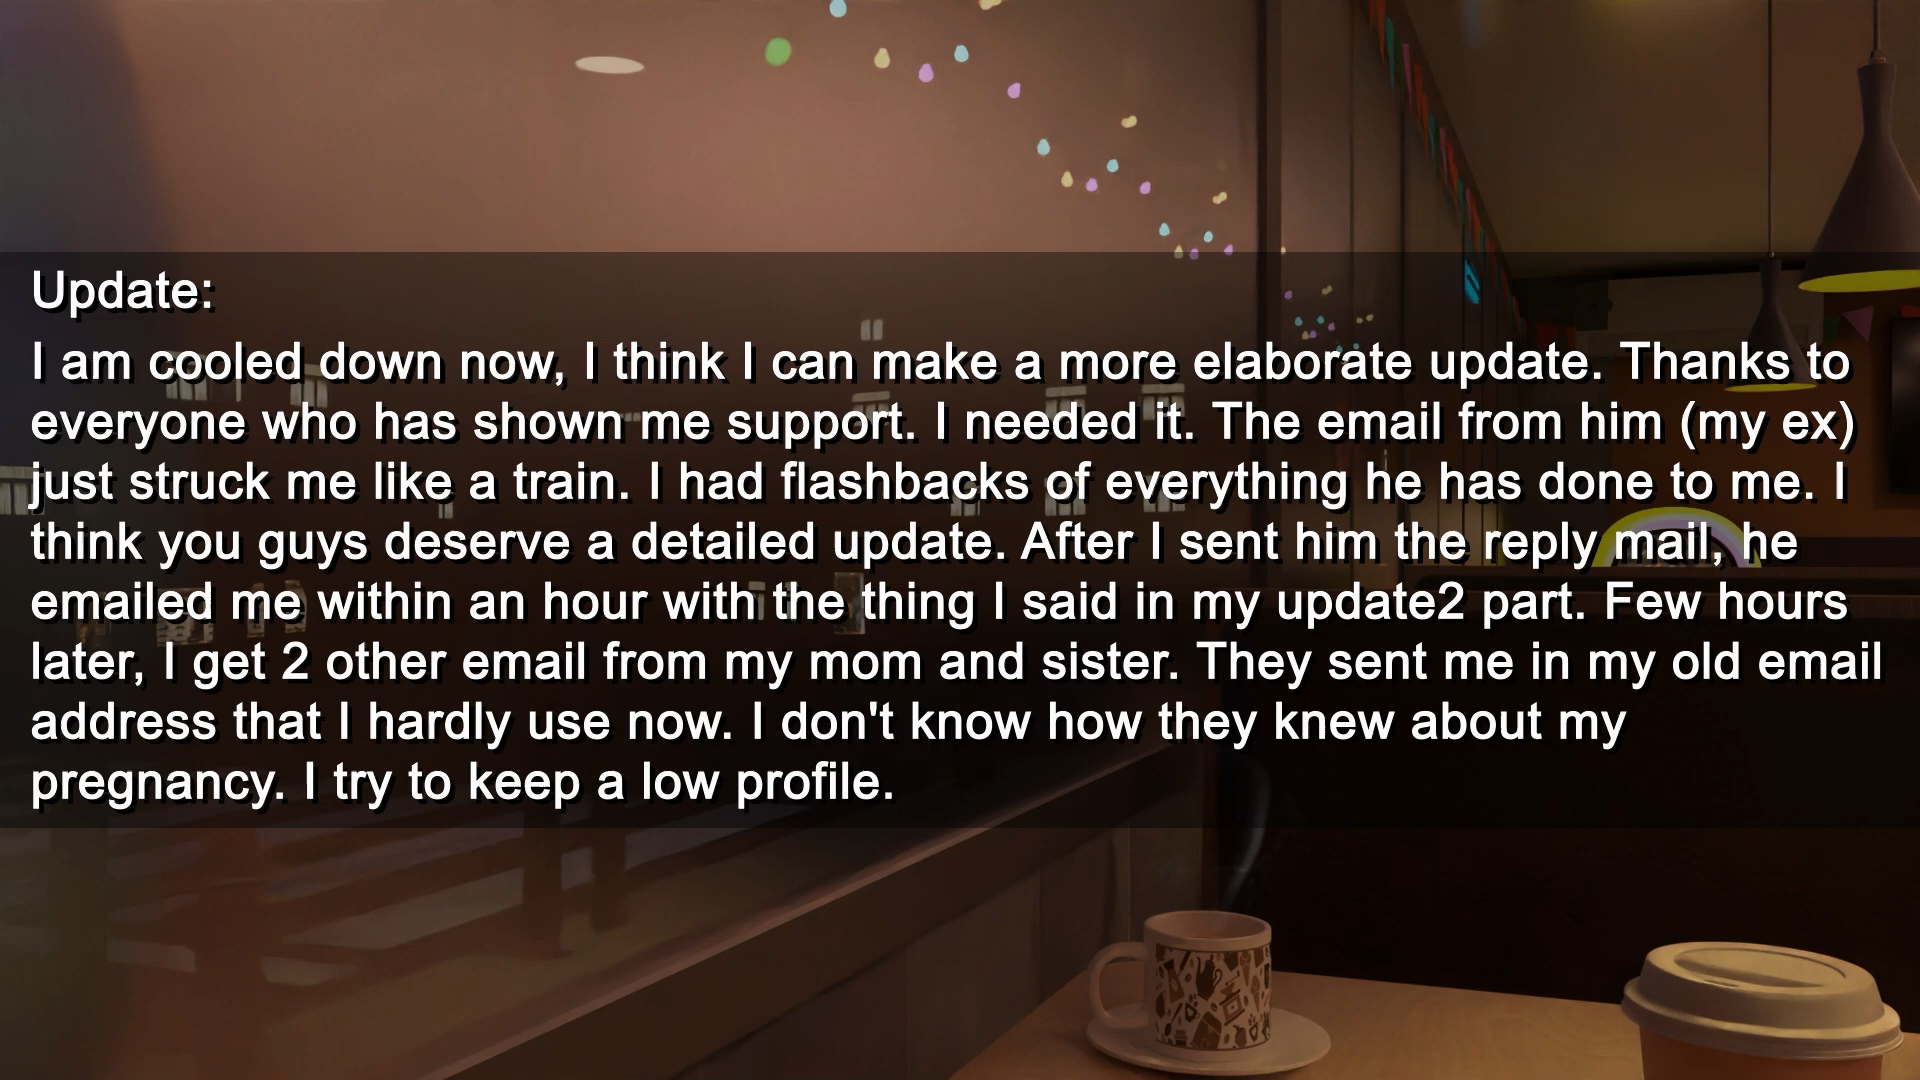 Update:
I am cooled down now, I think I can make a more elaborate update. Thanks to
everyone who has shown me support. I needed it. The email from him (my ex)
just struck me like a train. I had flashbacks of everything he has done to me. I
think you guys deserve a detailed update. After I sent him the reply mail, he
emailed me within an hour with the thing I said in my update2 part. Few hours
later, I get 2 other email from my mom and sister. They sent me in my old email
address that I hardly use now. I don't know how they knew about my
pregnancy. I try to keep a low profile.